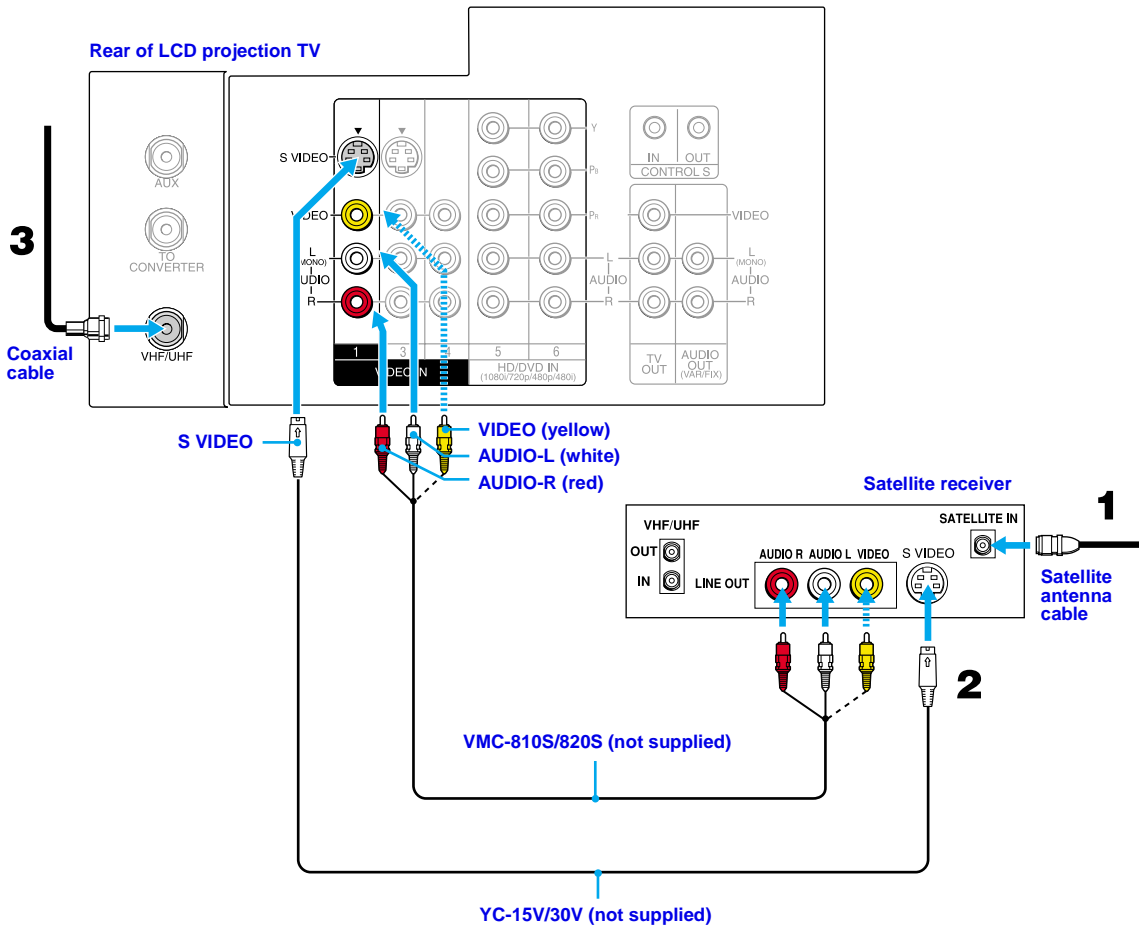 Rear of LCD projection TV
3
AUX
TO
CONVERTER
VHF/UHF
Coaxial
cable
S VIDEO
VIDEO
L
(MONO)
AUDIO
R
1
3
4
VIDEO IN
Y
PB
PR
L
AUDIO
R
5
6
HD/DVD IN
(1080i/720p/480p/480i)
IN
OUT
CONTROL S
VIDEO
L
(MONO)
AUDIO
R
TV
OUT
AUDIO
OUT
(VAR/FIX)
S VIDEO
VIDEO (yellow)
AUDIO-L (white)
AUDIO-R (red)
Satellite receiver
1
VHF/UHF
OUT
IN
LINE OUT
AUDIO R
AUDIO L
VIDEO
S VIDEO
SATELLITE IN
Satellite
antenna
cable
2
VMC-810S/820S (not supplied)
YC-15V/30V (not supplied)